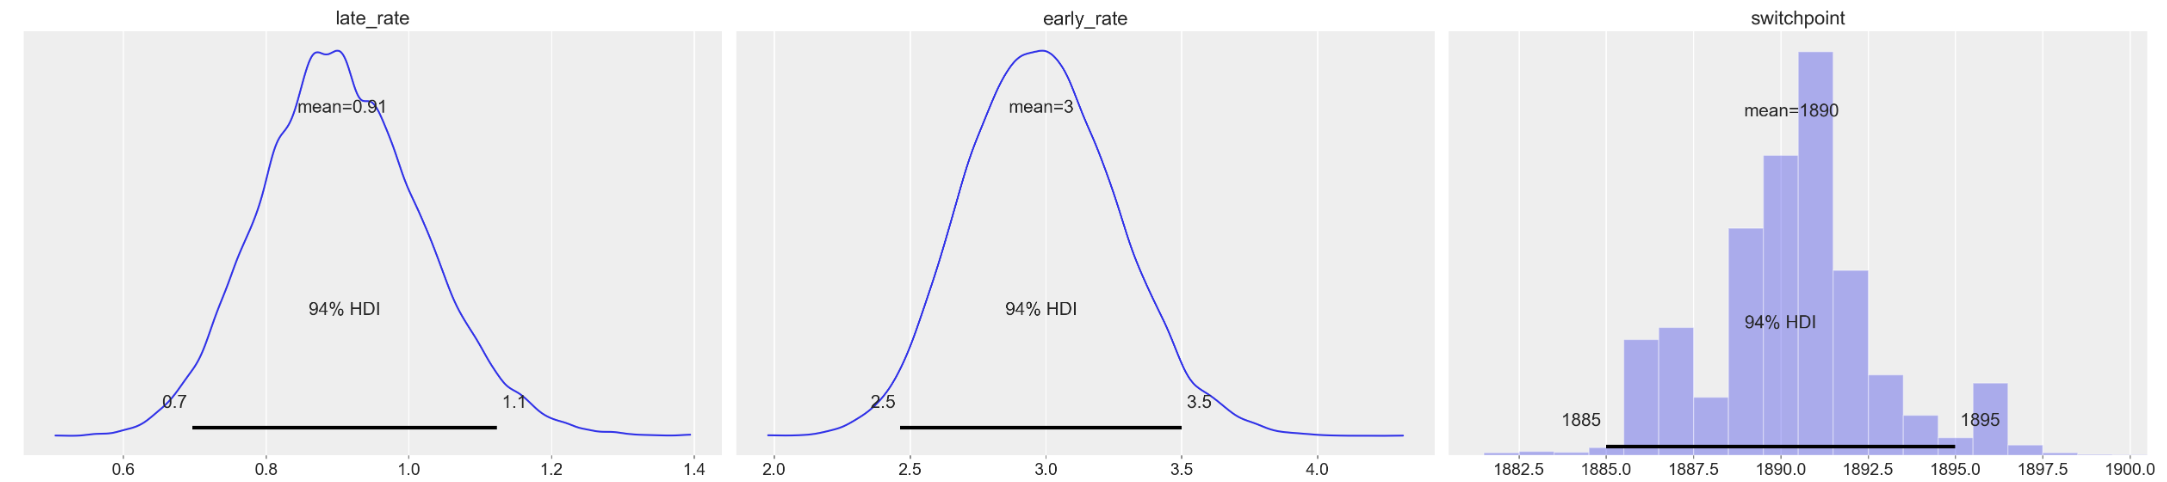 late_rate
mean=0.91
94% HDI
0.7 1.1
0.6 0.8 1.0 1.2 1.4
early_rate
mean=3
94% HDI
2.5 3.5
2.0 2.5 3.0 3.5 4.0
switchpoint
mean=1890
94% HDI
1885 1895
1882.5 1885.0 1887.5 1890.0 1892.5 1895.0 1897.5 1900.0